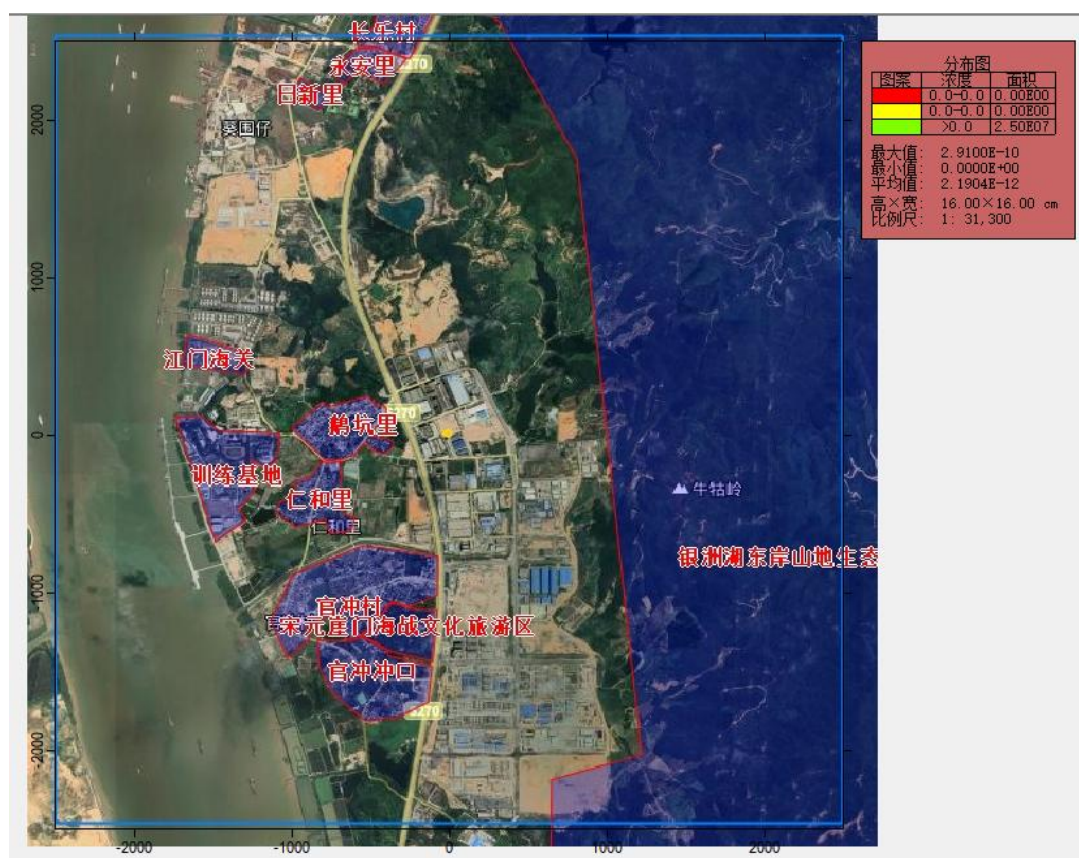 长乐村
永安里
S270
日新里
葵围仔
江门海关
S270
鹅坑里
训练基地
仁和里
仁和里
牛牯岭
银洲湖东岸山地生态
官冲村
宋元崖门海战文化旅游区
官冲冲口
S270
2000
1000
0
-1000
-2000
-2000
-1000
0
1000
2000
分布图
图案 浓度 面积
0.0-0.0 0.00E00
0.0-0.0 0.00E00
>0.0 2.50E07
最大值: 2.9100E-10
最小值: 0.0000E+00
平均值: 2.1904E-12
高×宽: 16.00×16.00 cm
比例尺: 1: 31,300